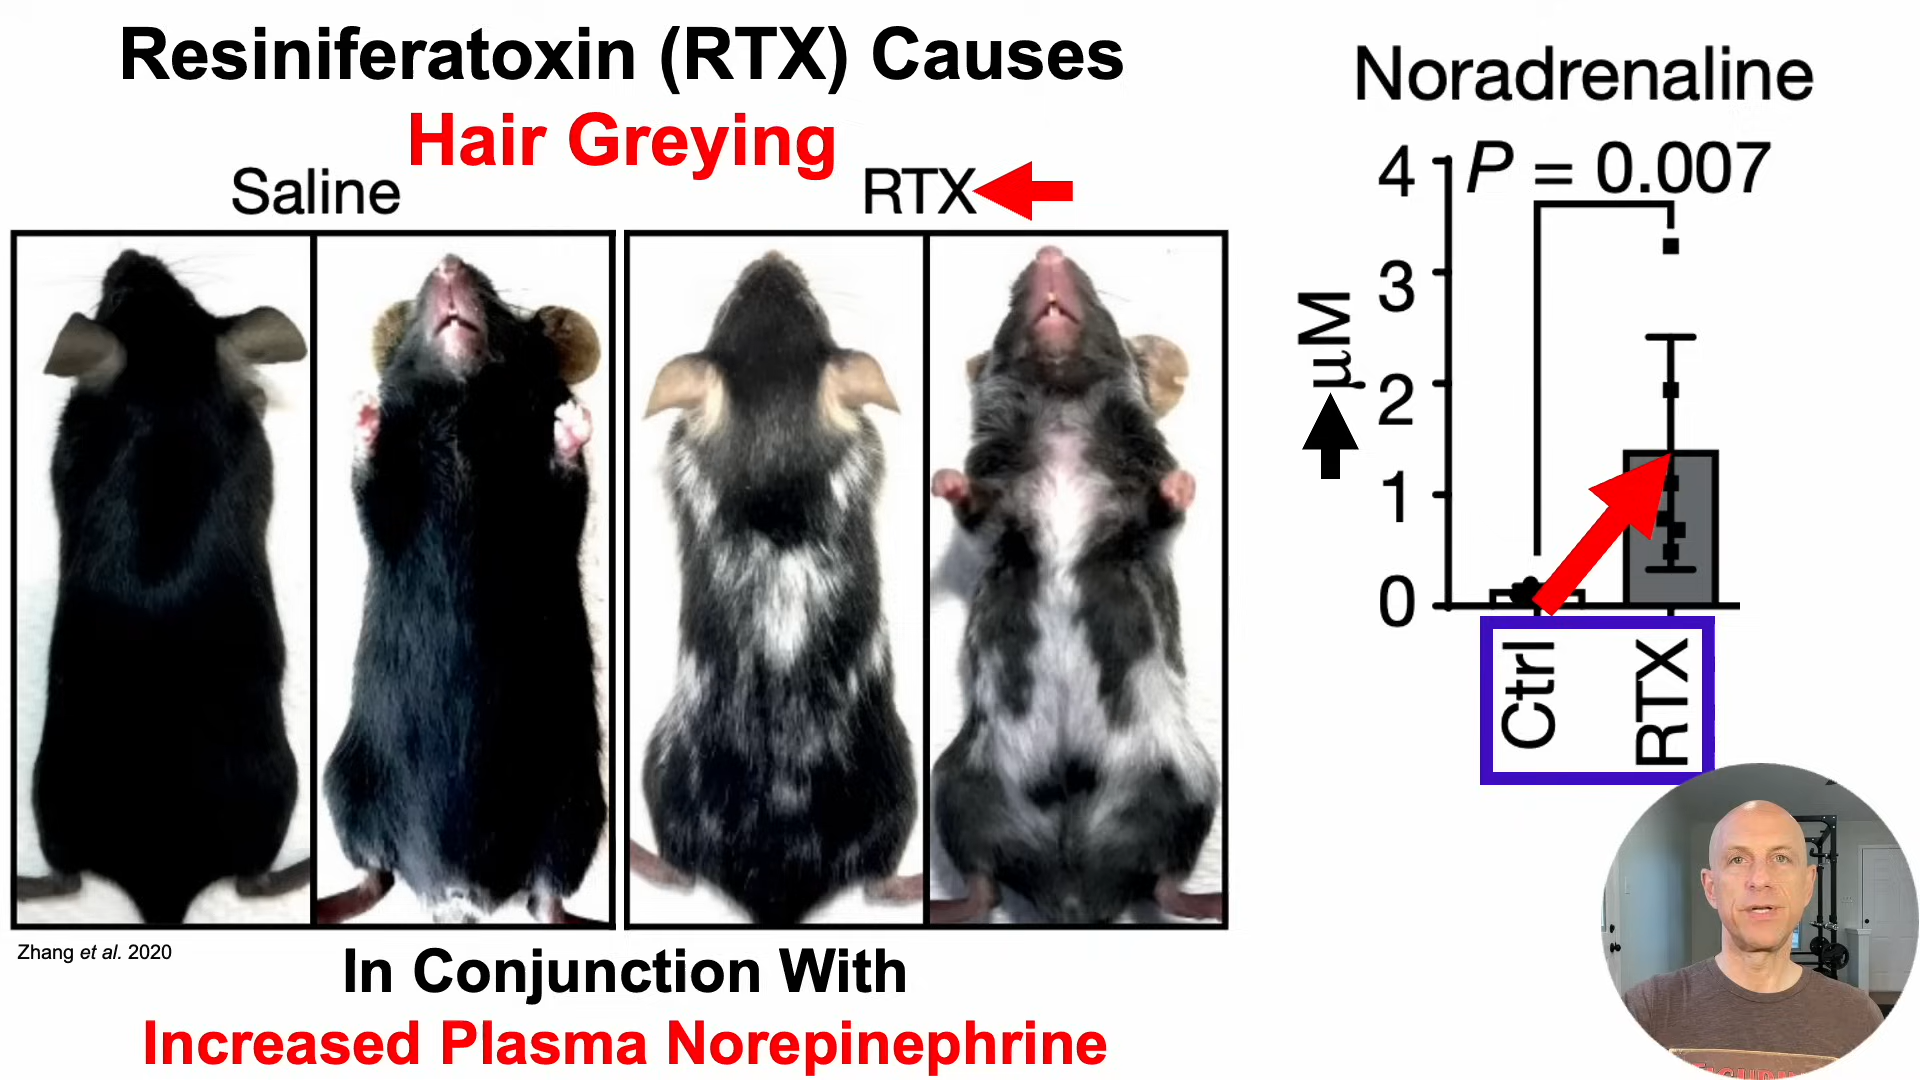 Resiniferatoxin (RTX) Causes
Hair Greying
Saline
RTX
Zhang et al. 2020
In Conjunction With
Increased Plasma Norepinephrine
Noradrenaline
P = 0.007
µM
4
3
2
1
0
Ctrl
RTX